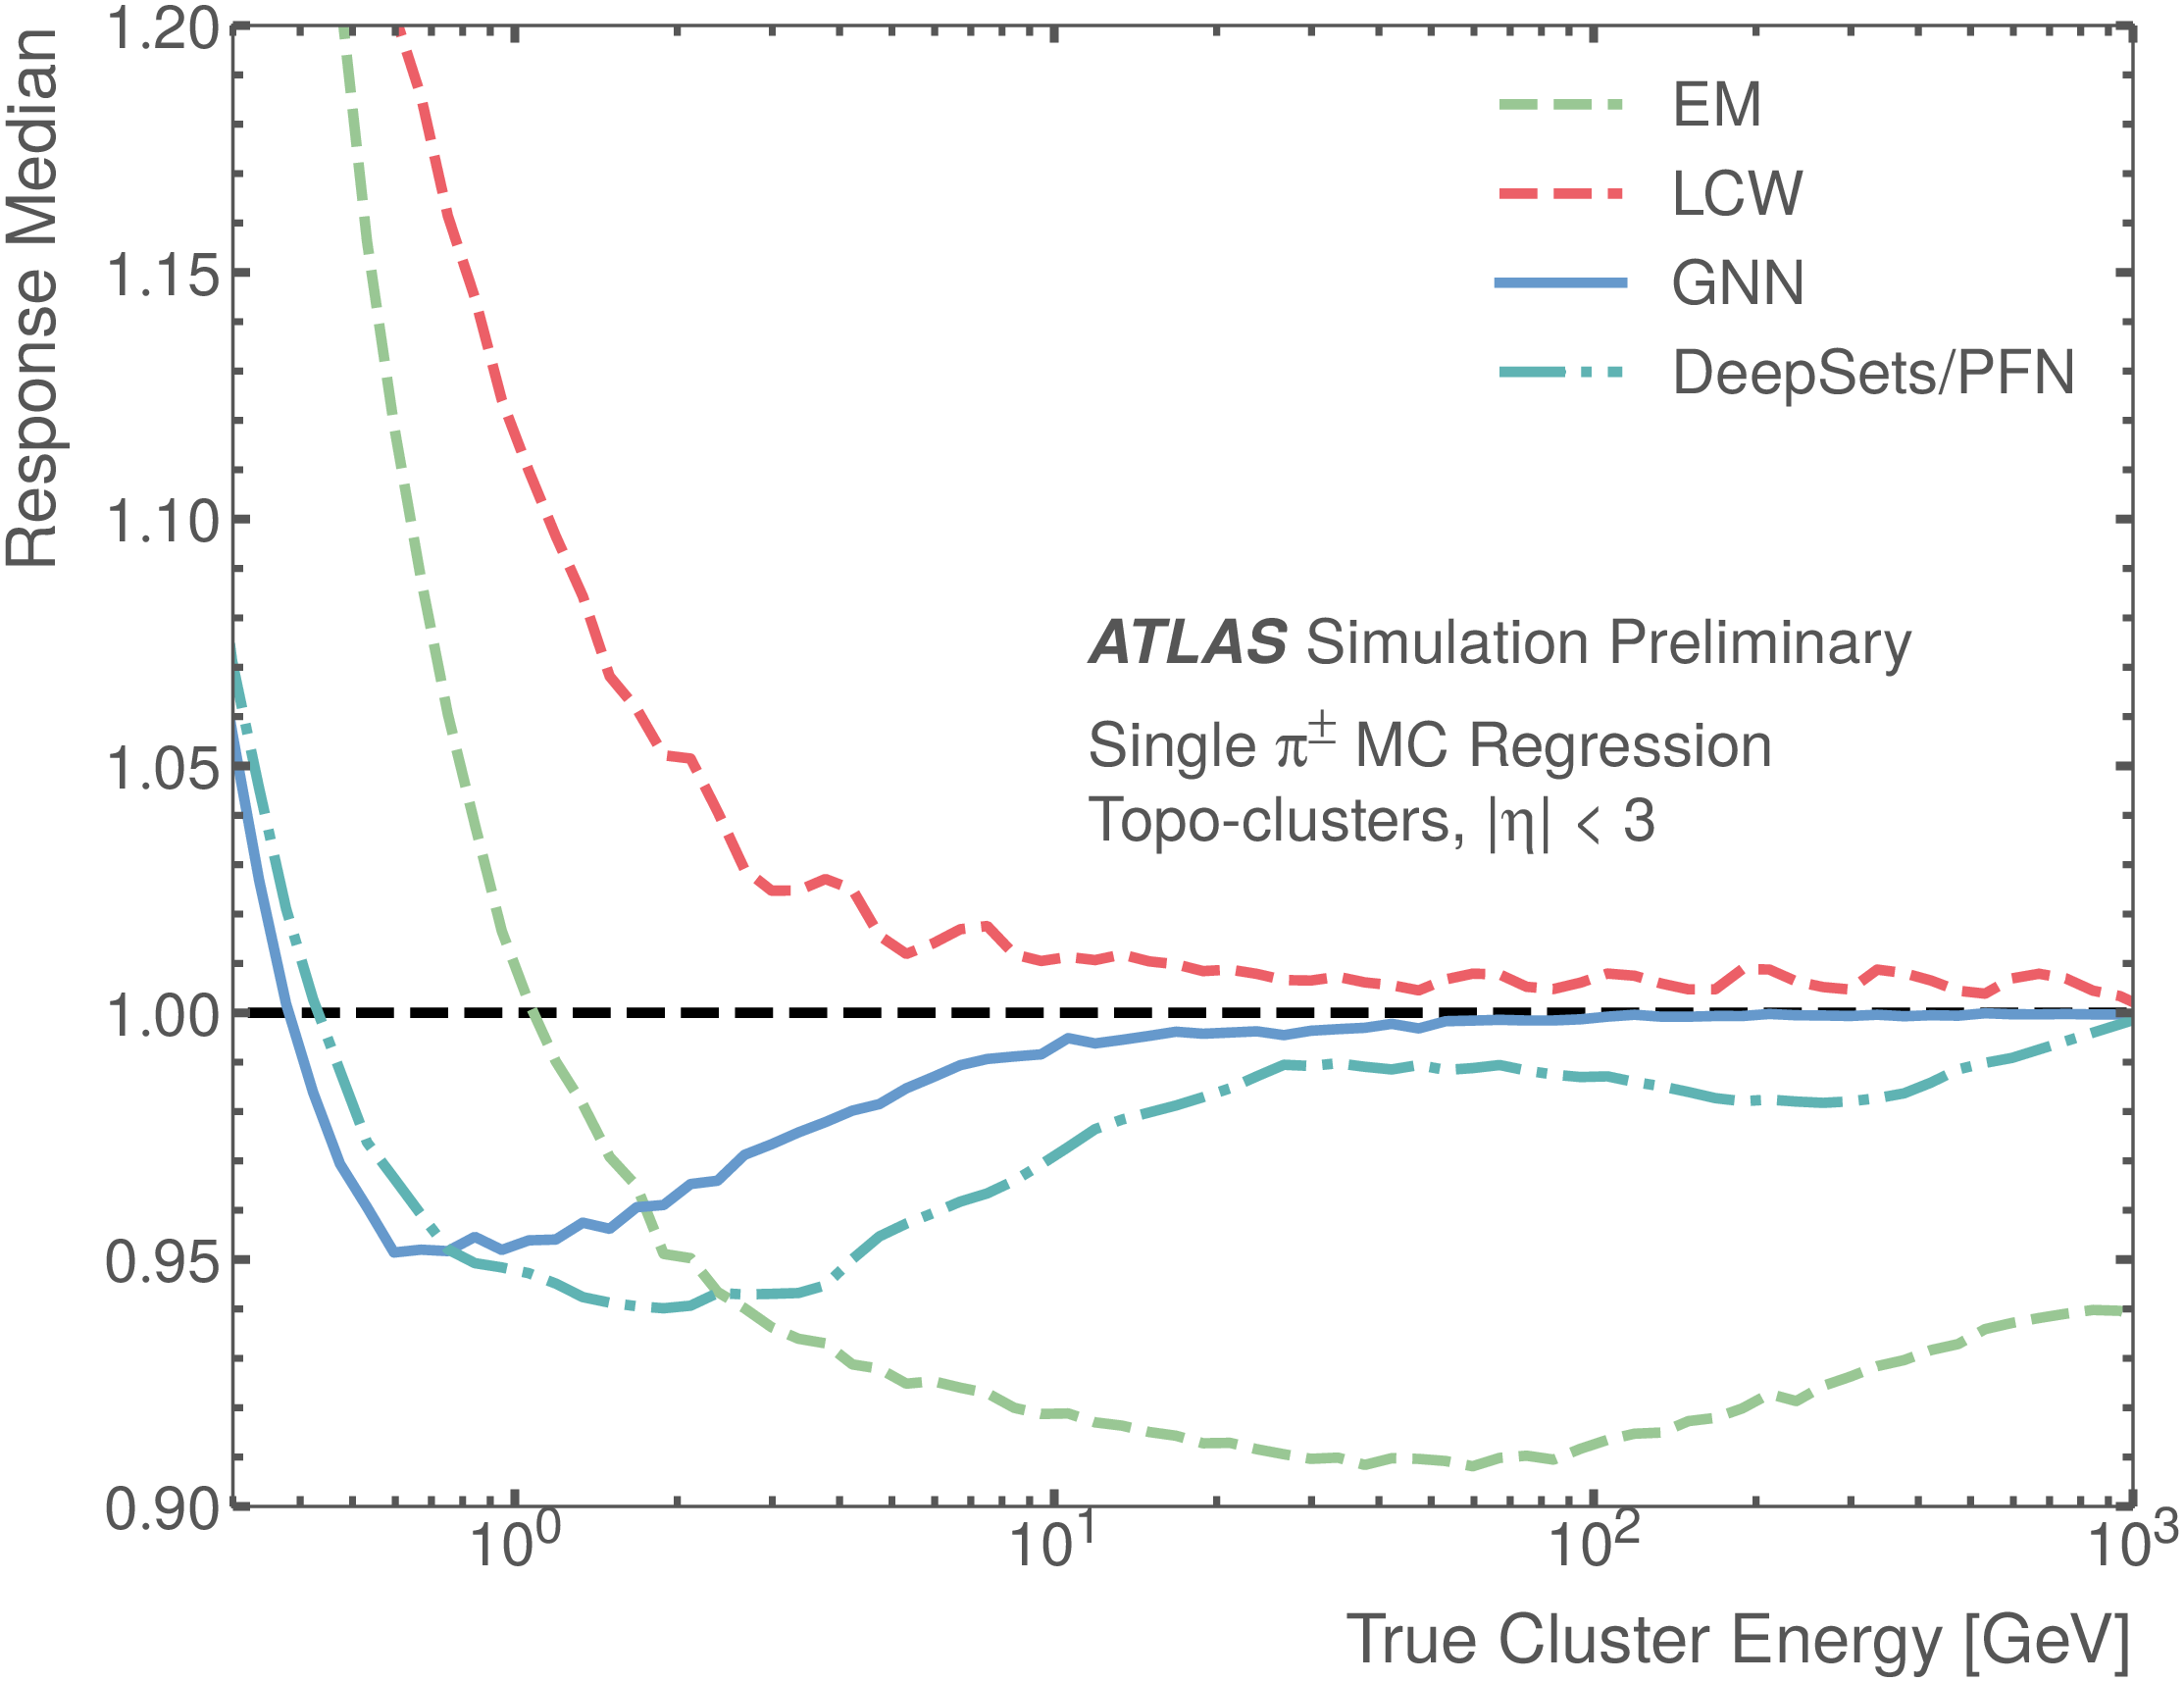 Response Median
1.20
1.15
1.10
1.05
1.00
0.95
0.90
EM
LCW
GNN
DeepSets/PFN
ATLAS Simulation Preliminary
Single π± MC Regression
Topo-clusters, |η| < 3
10⁰ 10¹ 10² 10³
True Cluster Energy [GeV]